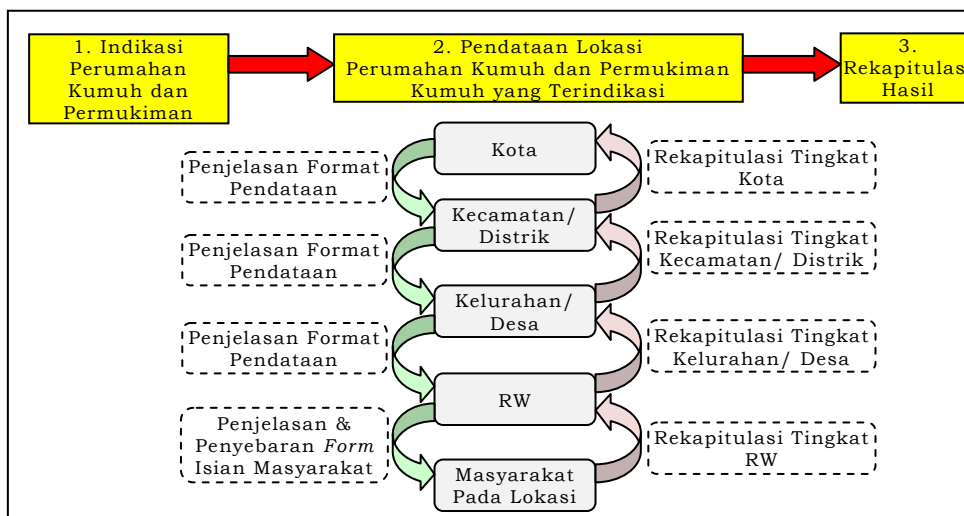 1. Indikasi
Perumahan
Kumuh dan
Permukiman
2. Pendataan Lokasi
Perumahan Kumuh dan Permukiman
Kumuh yang Terindikasi
3.
Rekapitulas
Hasil
Kota
Penjelasan Format
Pendataan
Rekapitulasi Tingkat
Kota
Kecamatan/
Distrik
Penjelasan Format
Pendataan
Rekapitulasi Tingkat
Kecamatan/ Distrik
Kelurahan/
Desa
Penjelasan Format
Pendataan
Rekapitulasi Tingkat
Kelurahan/ Desa
RW
Penjelasan &
Penyebaran Form
Isian Masyarakat
Rekapitulasi Tingkat
RW
Masyarakat
Pada Lokasi